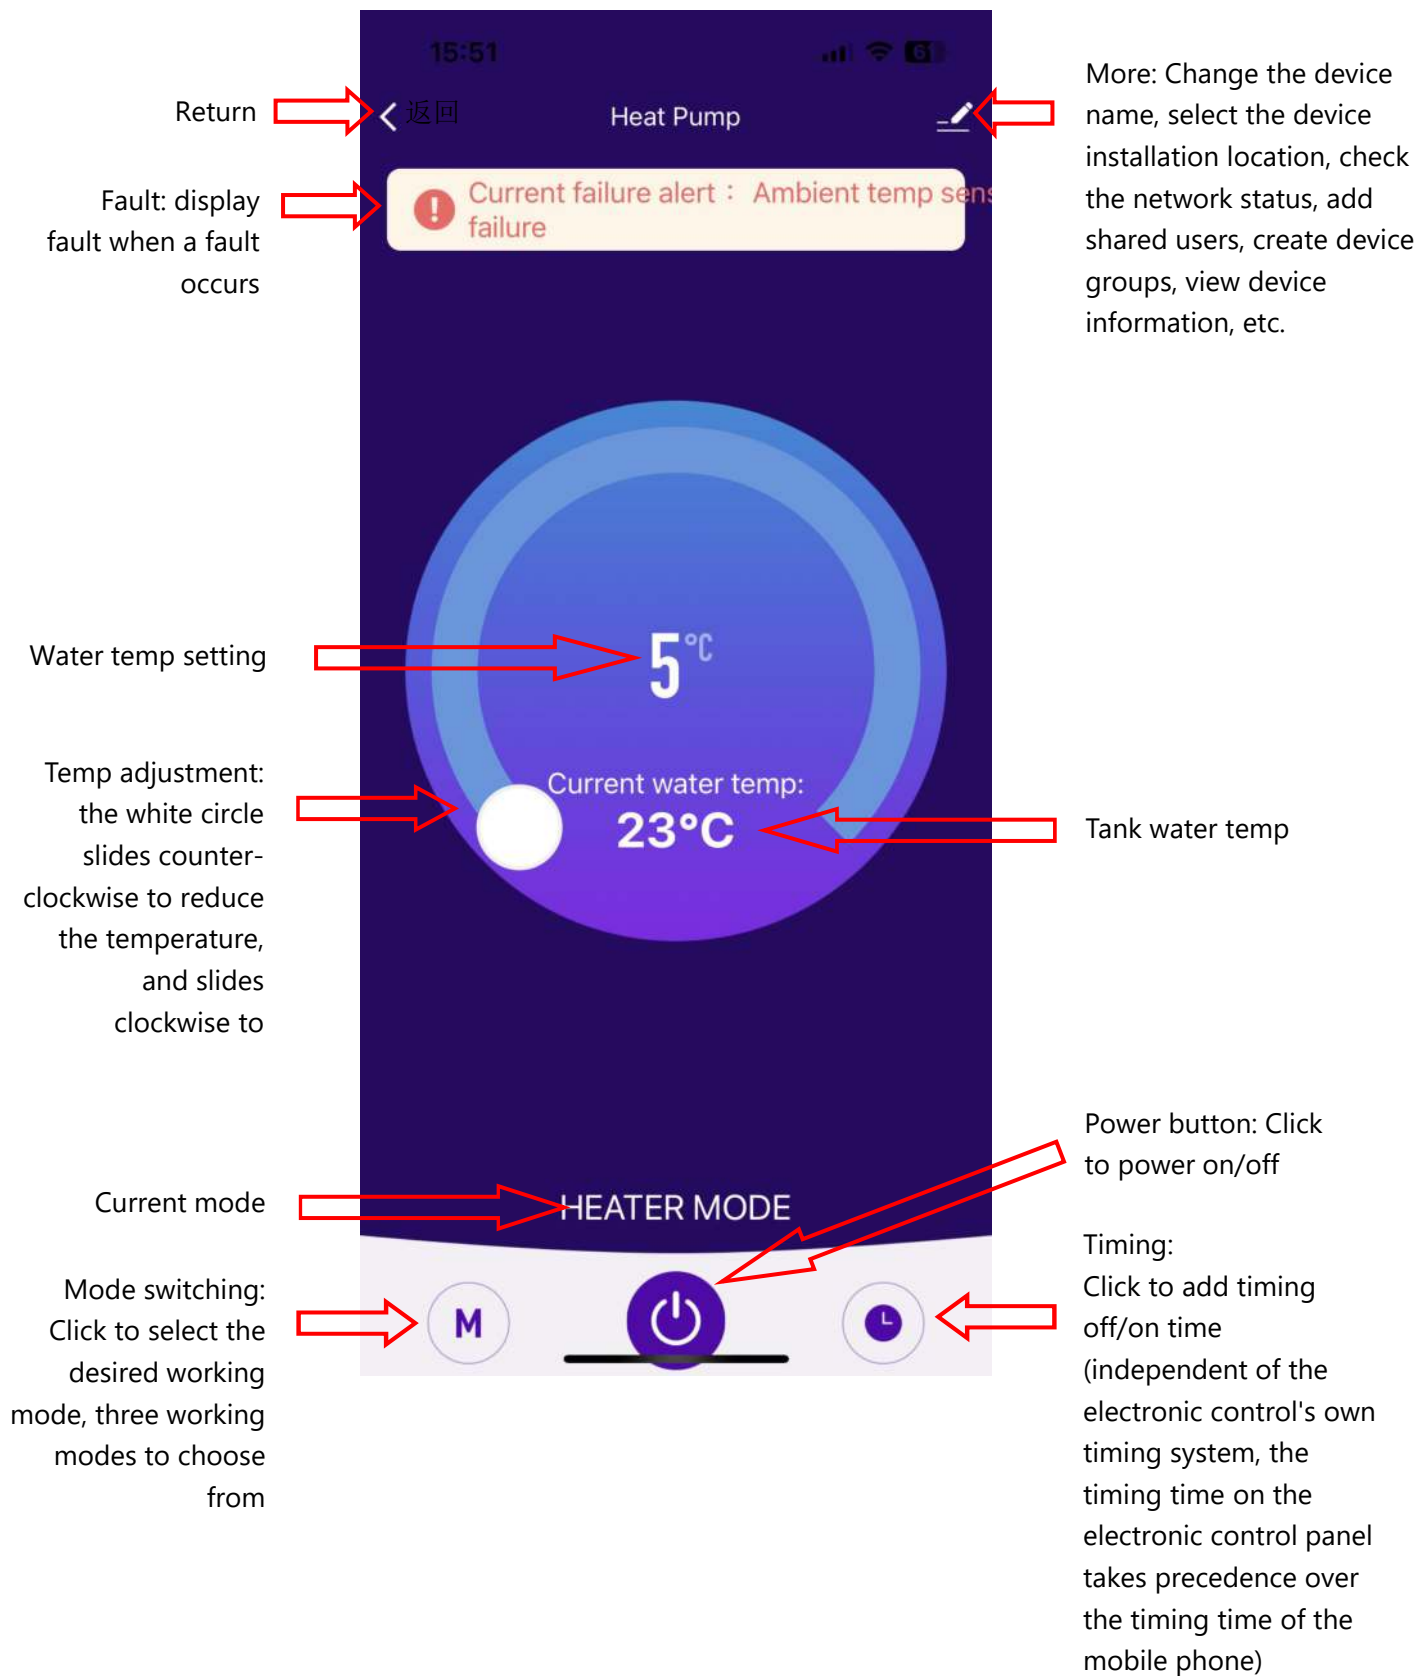 15:51
61
Return
返回
Heat Pump
More: Change the device
name, select the device
installation location, check
the network status, add
shared users, create device
groups, view device
information, etc.
Fault: display
fault when a fault
occurs
Current failure alert： Ambient temp sens
failure
Water temp setting
5°C
Temp adjustment:
the white circle
slides counter-
clockwise to reduce
the temperature,
and slides
clockwise to
Current water temp:
23°C
Tank water temp
Power button: Click
to power on/off
Current mode
HEATER MODE
Mode switching:
Click to select the
desired working
mode, three working
modes to choose
from
M
Timing:
Click to add timing
off/on time
(independent of the
electronic control's own
timing system, the
timing time on the
electronic control panel
takes precedence over
the timing time of the
mobile phone)